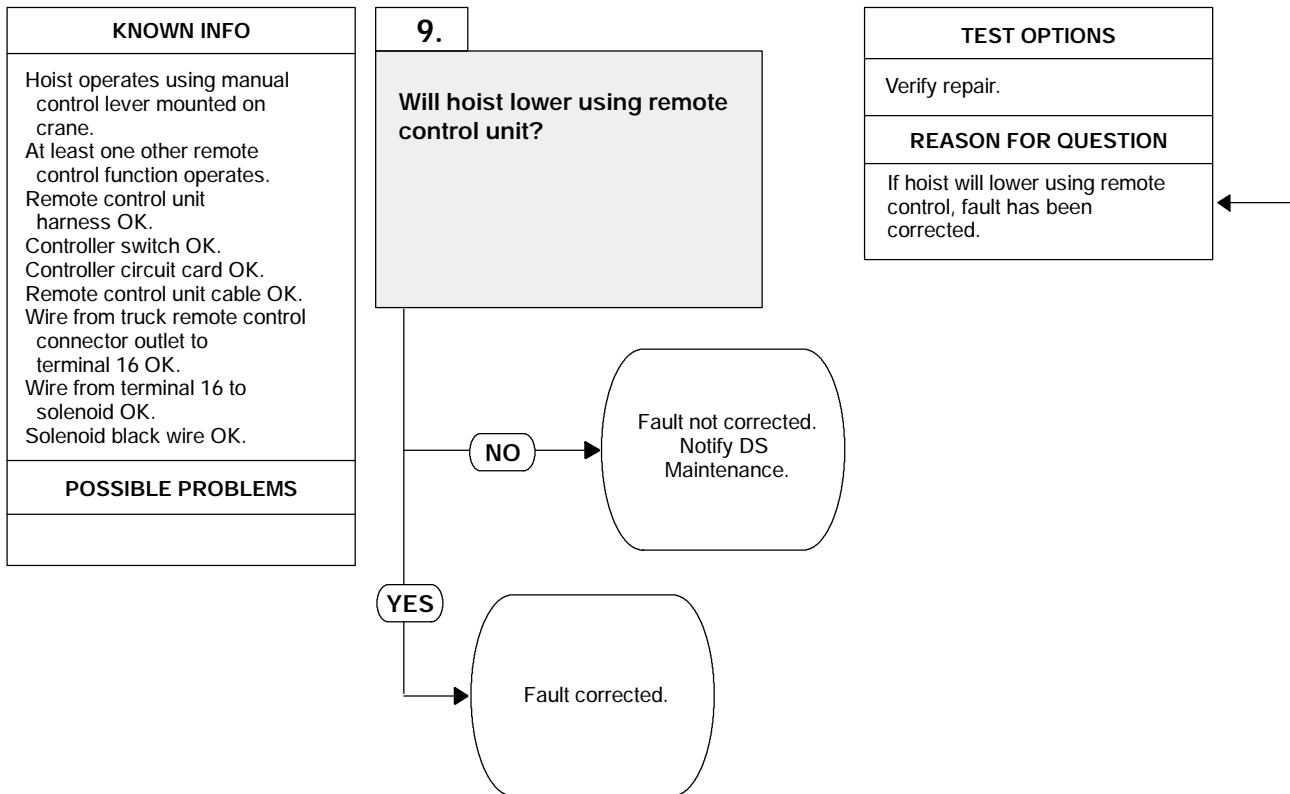 KNOWN INFO
Hoist operates using manual
control lever mounted on
crane.
At least one other remote
control function operates.
Remote control unit
harness OK.
Controller switch OK.
Controller circuit card OK.
Remote control unit cable OK.
Wire from truck remote control
connector outlet to
terminal 16 OK.
Wire from terminal 16 to
solenoid OK.
Solenoid black wire OK.
POSSIBLE PROBLEMS
9.
Will hoist lower using remote
control unit?
TEST OPTIONS
Verify repair.
REASON FOR QUESTION
If hoist will lower using remote
control, fault has been
corrected.
NO
Fault not corrected.
Notify DS
Maintenance.
YES
Fault corrected.